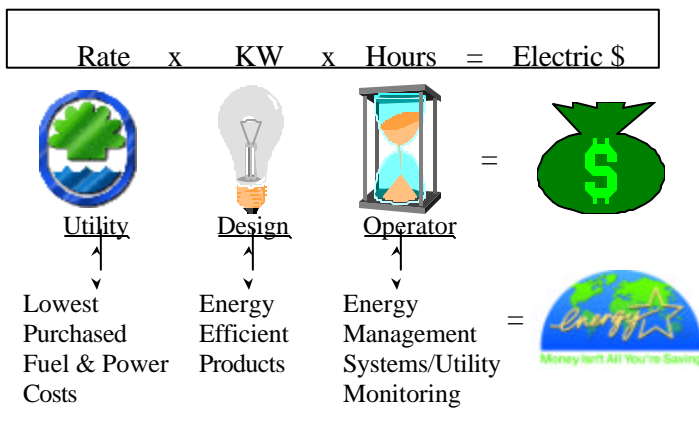 Rate x KW x Hours = Electric $
= $
Utility Design Operator
Lowest
Purchased
Fuel & Power
Costs
Energy
Efficient
Products
Energy
Management
Systems/Utility
Monitoring
=
energy
Money Isn't All You're Saving